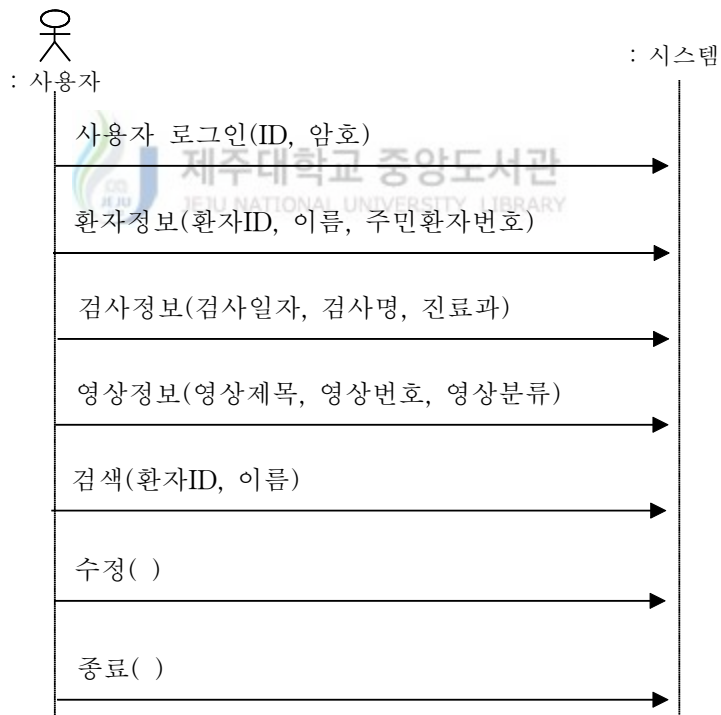 : 시스템
: 사용자
사용자 로그인(ID, 암호)
제주대학교 중앙도서관
JEJU NATIONAL UNIVERSITY LIBRARY
JEJU
환자정보(환자ID, 이름, 주민환자번호)
검사정보(검사일자, 검사명, 진료과)
영상정보(영상제목, 영상번호, 영상분류)
검색(환자ID, 이름)
수정( )
종료( )